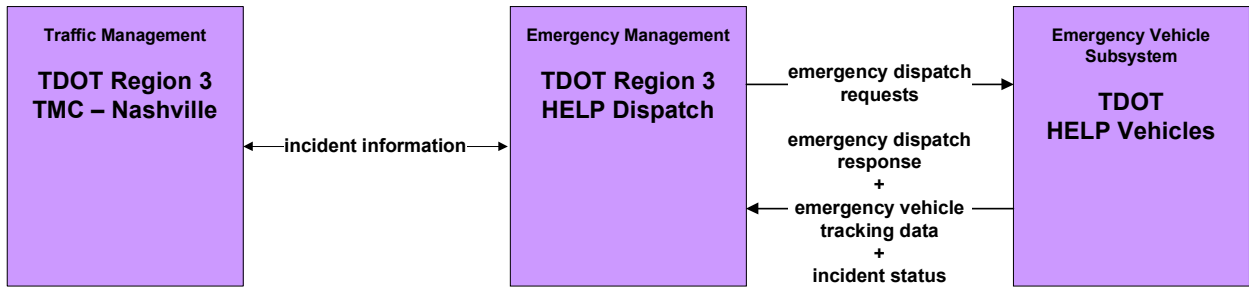 Traffic Management
TDOT Region 3
TMC – Nashville
incident information
Emergency Management
TDOT Region 3
HELP Dispatch
emergency dispatch
requests
emergency dispatch
response
+
emergency vehicle
tracking data
+
incident status
Emergency Vehicle
Subsystem
TDOT
HELP Vehicles